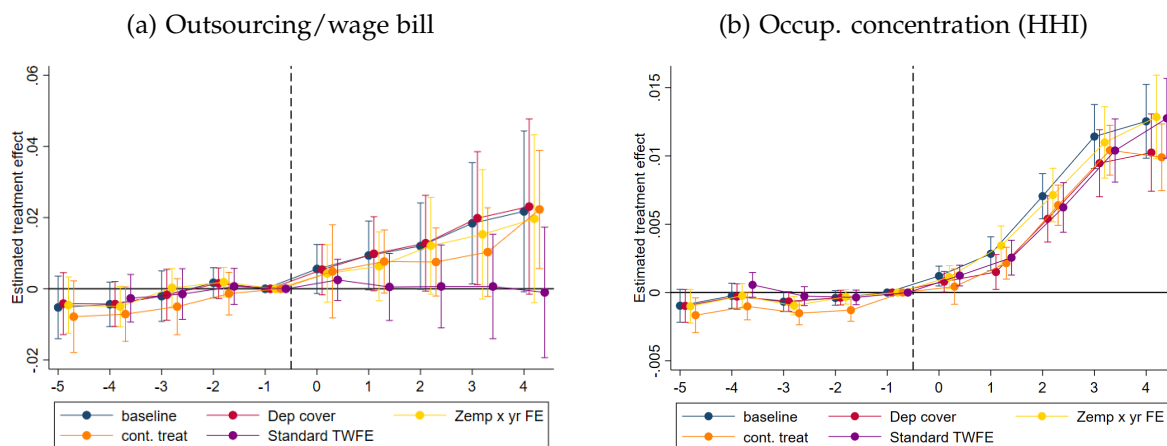 (a) Outsourcing/wage bill
Estimated treatment effect
.06
.04
.02
0
-.02
-5 -4 -3 -2 -1 0 1 2 3 4
baseline Dep cover Zemp x yr FE
cont. treat Standard TWFE
(b) Occup. concentration (HHI)
Estimated treatment effect
.015
.010
.005
0
-.005
-5 -4 -3 -2 -1 0 1 2 3 4
baseline Dep cover Zemp x yr FE
cont. treat Standard TWFE